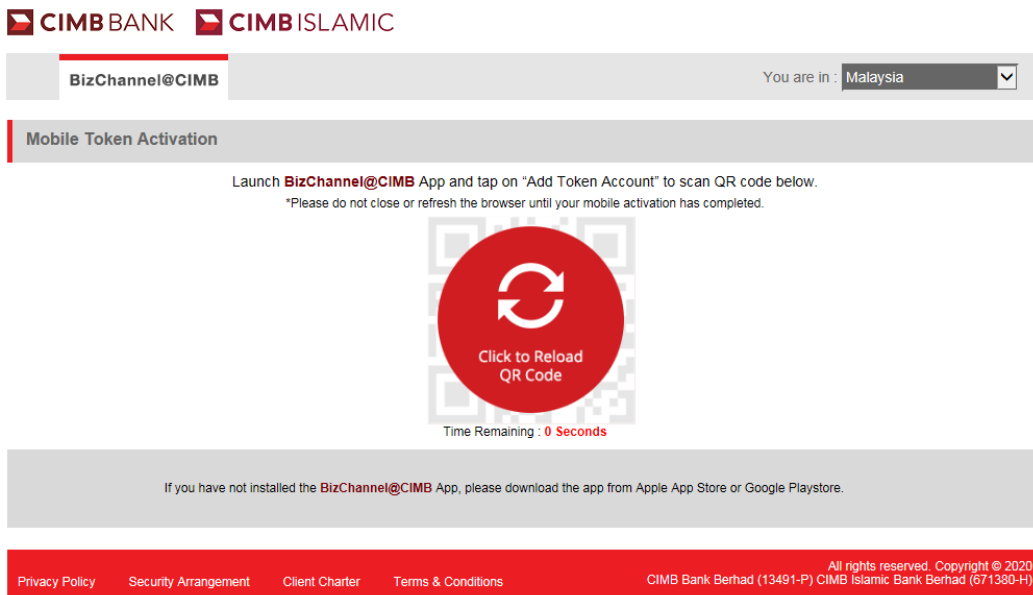 CIMB BANK CIMB ISLAMIC
BizChannel@CIMB
You are in : Malaysia
Mobile Token Activation
Launch BizChannel@CIMB App and tap on “Add Token Account” to scan QR code below.
*Please do not close or refresh the browser until your mobile activation has completed.
Click to Reload
QR Code
Time Remaining : 0 Seconds
If you have not installed the BizChannel@CIMB App, please download the app from Apple App Store or Google Playstore.
All rights reserved. Copyright © 2020
Privacy Policy Security Arrangement Client Charter Terms & Conditions CIMB Bank Berhad (13491-P) CIMB Islamic Bank Berhad (671380-H)